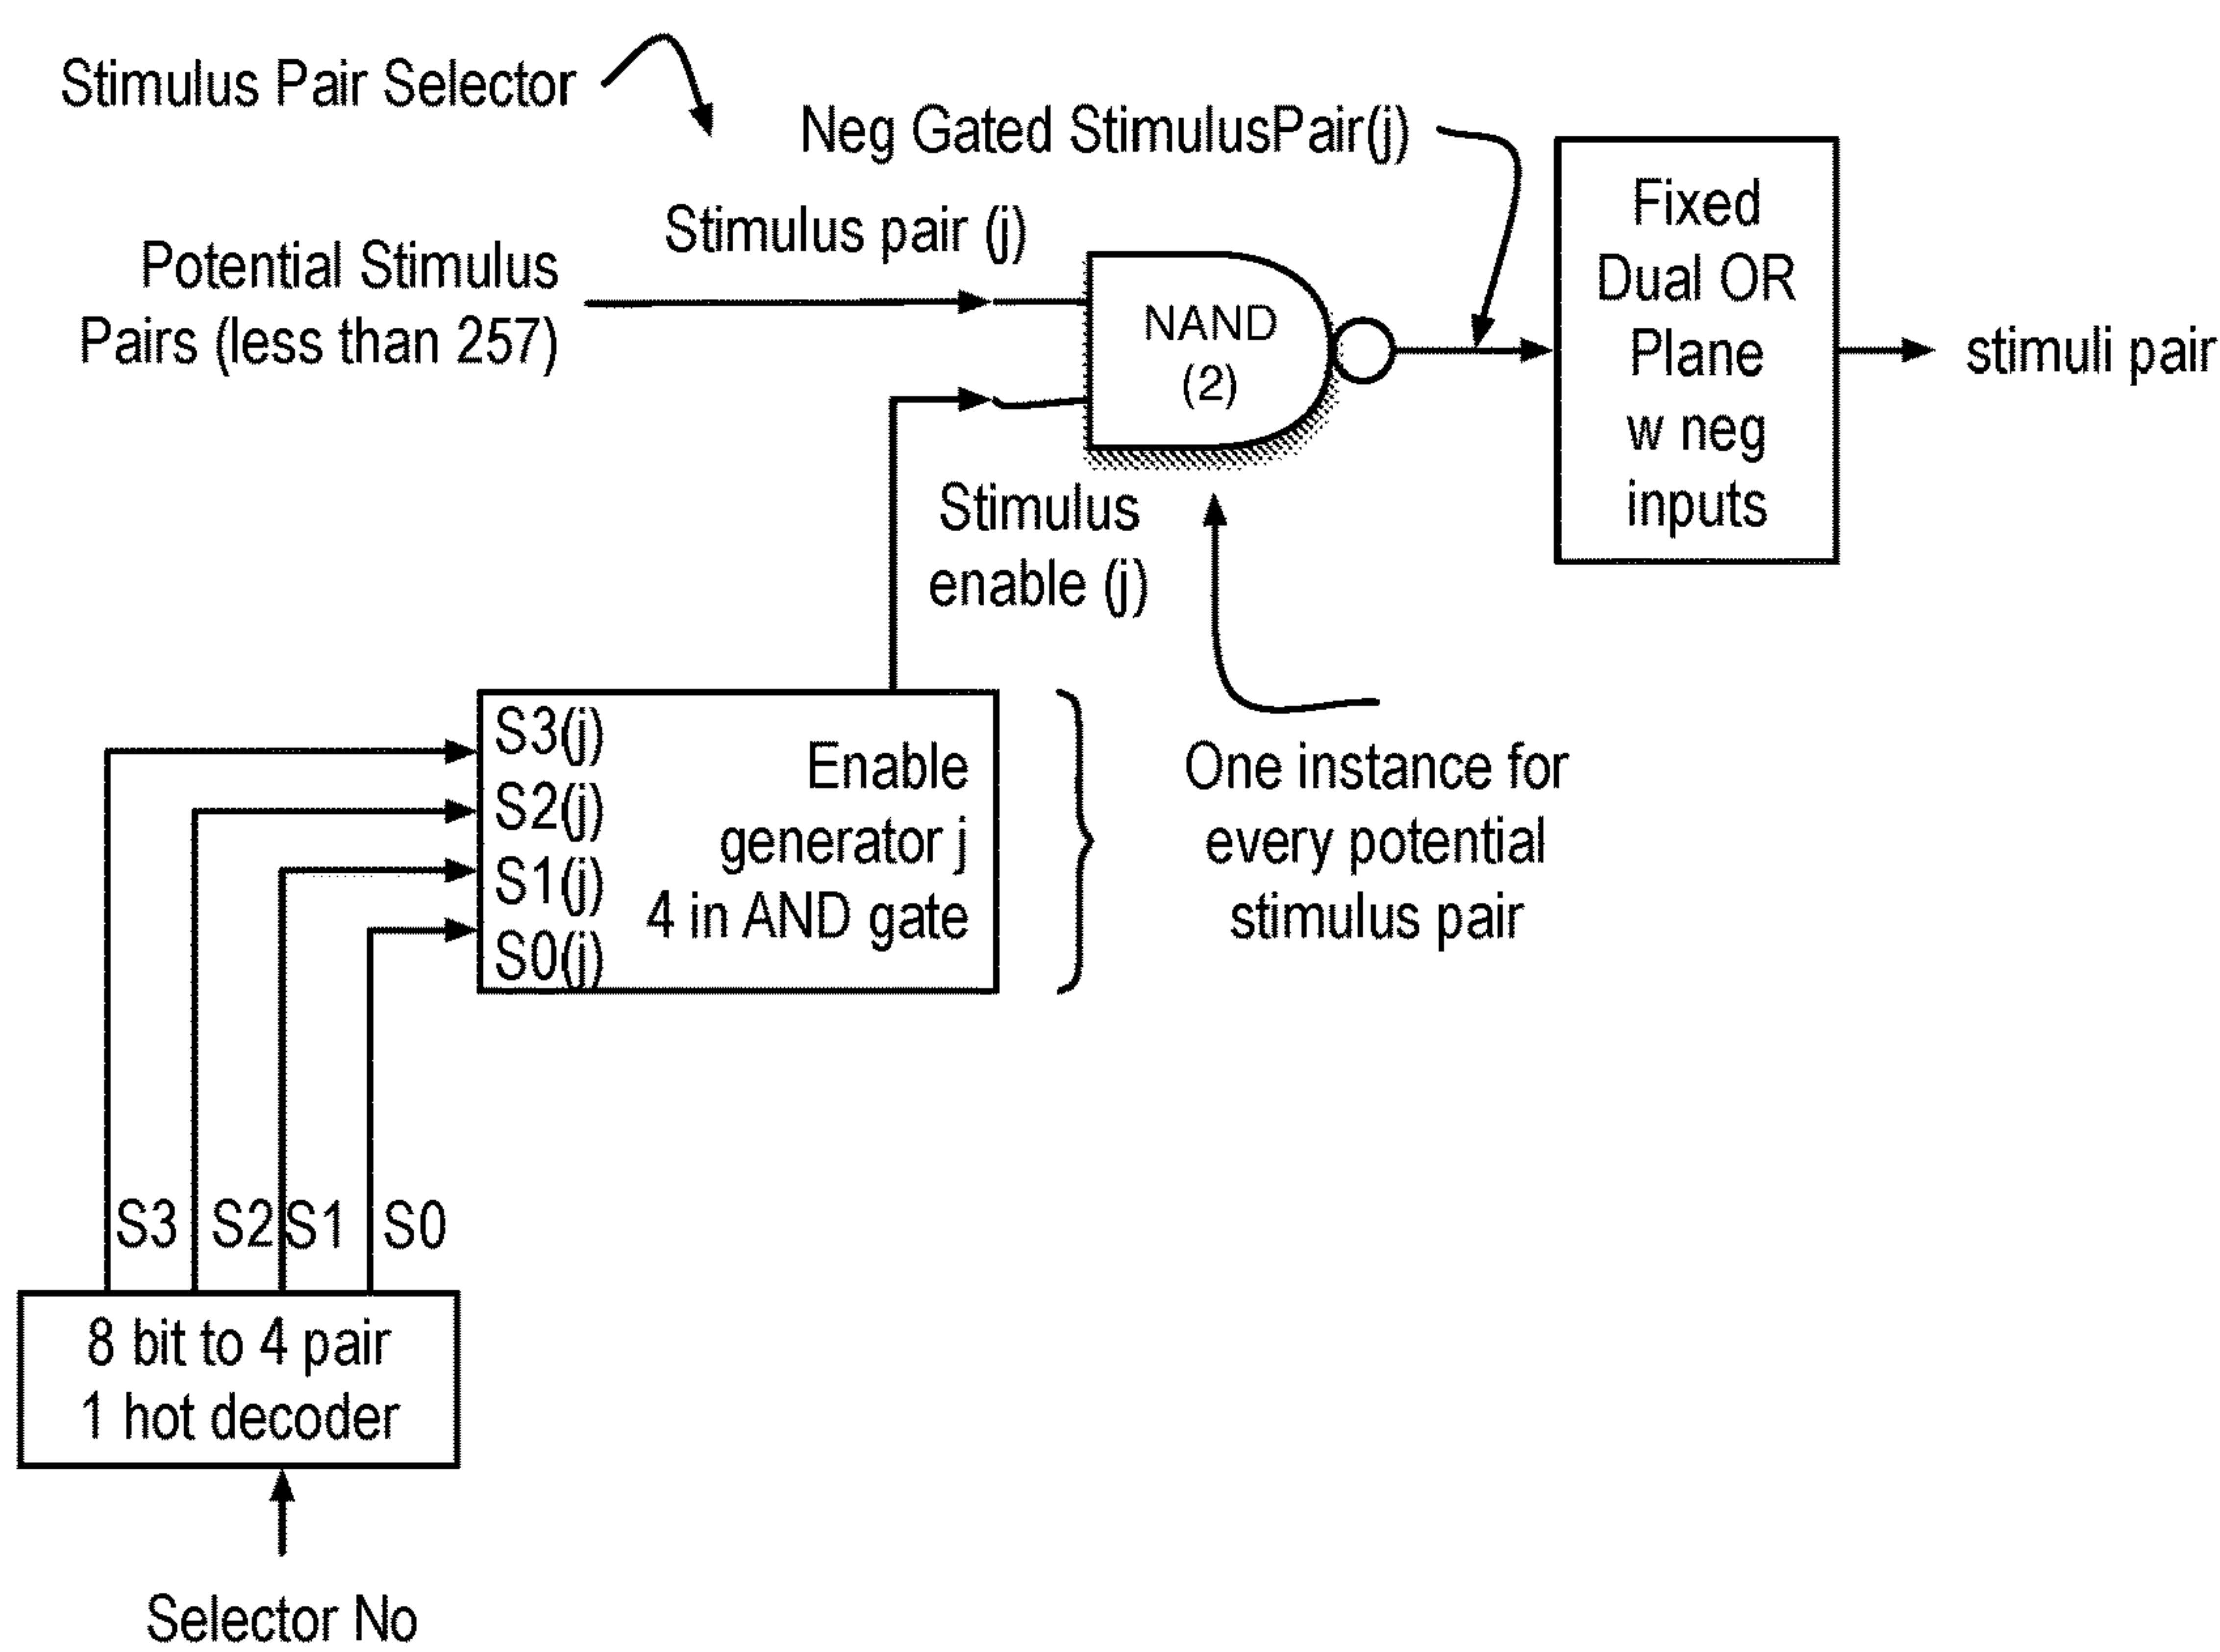 Stimulus Pair Selector
Neg Gated StimulusPair(j)
Stimulus pair (j)
Potential Stimulus
Pairs (less than 257)
NAND
(2)
Fixed
Dual OR
Plane
w neg
inputs
stimuli pair
Stimulus
enable (j)
S3(j)
S2(j)
S1(j)
S0(j)
Enable
generator j
4 in AND gate
One instance for
every potential
stimulus pair
S3 S2 S1 S0
8 bit to 4 pair
1 hot decoder
Selector No